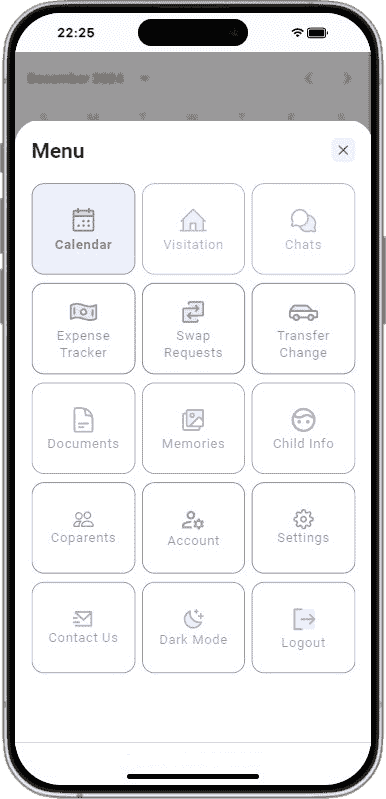 22:25
December 2024
S M T W T F S
Menu
Calendar
Visitation
Chats
Expense
Tracker
Swap
Requests
Transfer
Change
Documents
Memories
Child Info
Coparents
Account
Settings
Contact Us
Dark Mode
Logout